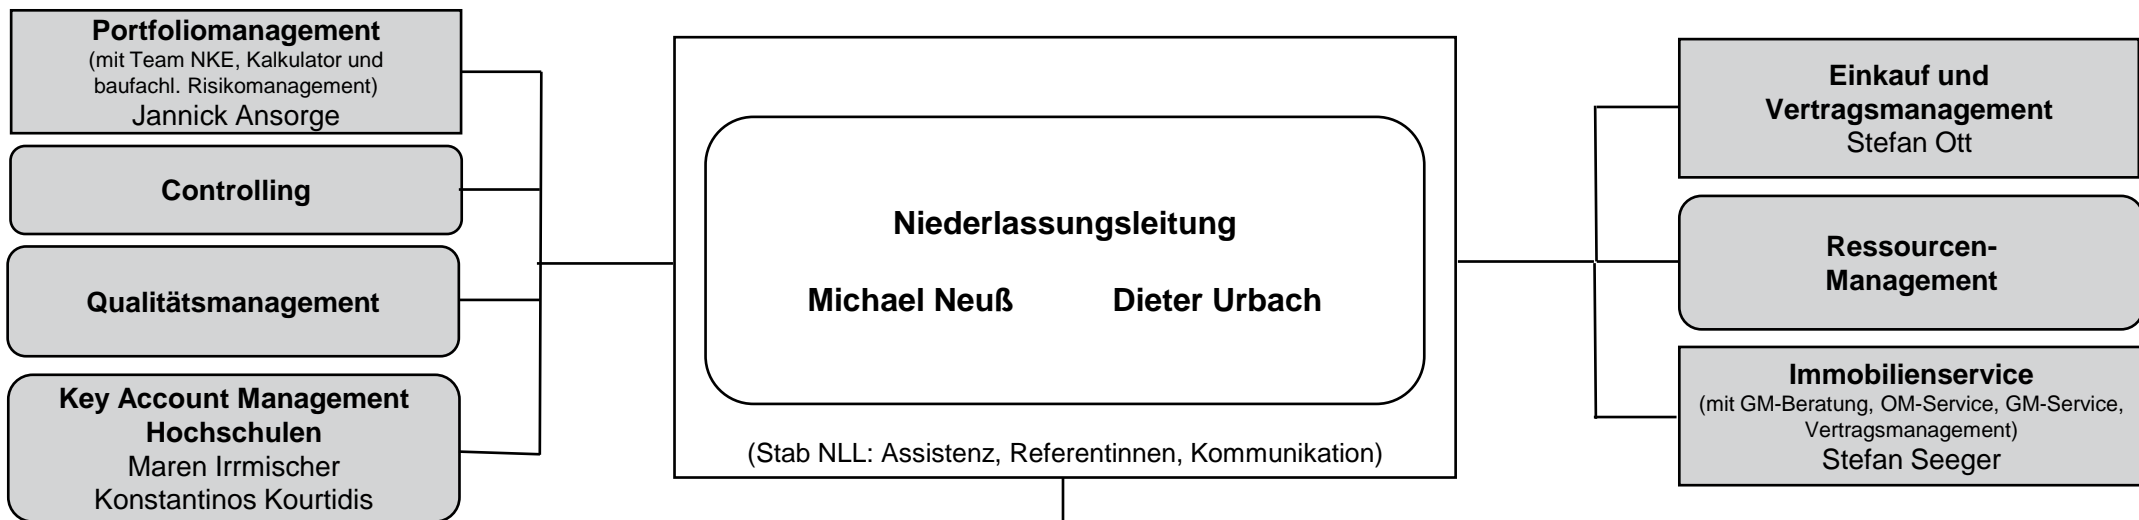 Portfoliomanagement
(mit Team NKE, Kalkulator und
baufachl. Risikomanagement)
Jannick Ansorge
Controlling
Qualitätsmanagement
Key Account Management
Hochschulen
Maren Irrmischer
Konstantinos Kourtidis
Niederlassungsleitung
Michael Neuß Dieter Urbach
(Stab NLL: Assistenz, Referentinnen, Kommunikation)
Einkauf und
Vertragsmanagement
Stefan Ott
Ressourcen-
Management
Immobilienservice
(mit GM-Beratung, OM-Service, GM-Service,
Vertragsmanagement)
Stefan Seeger